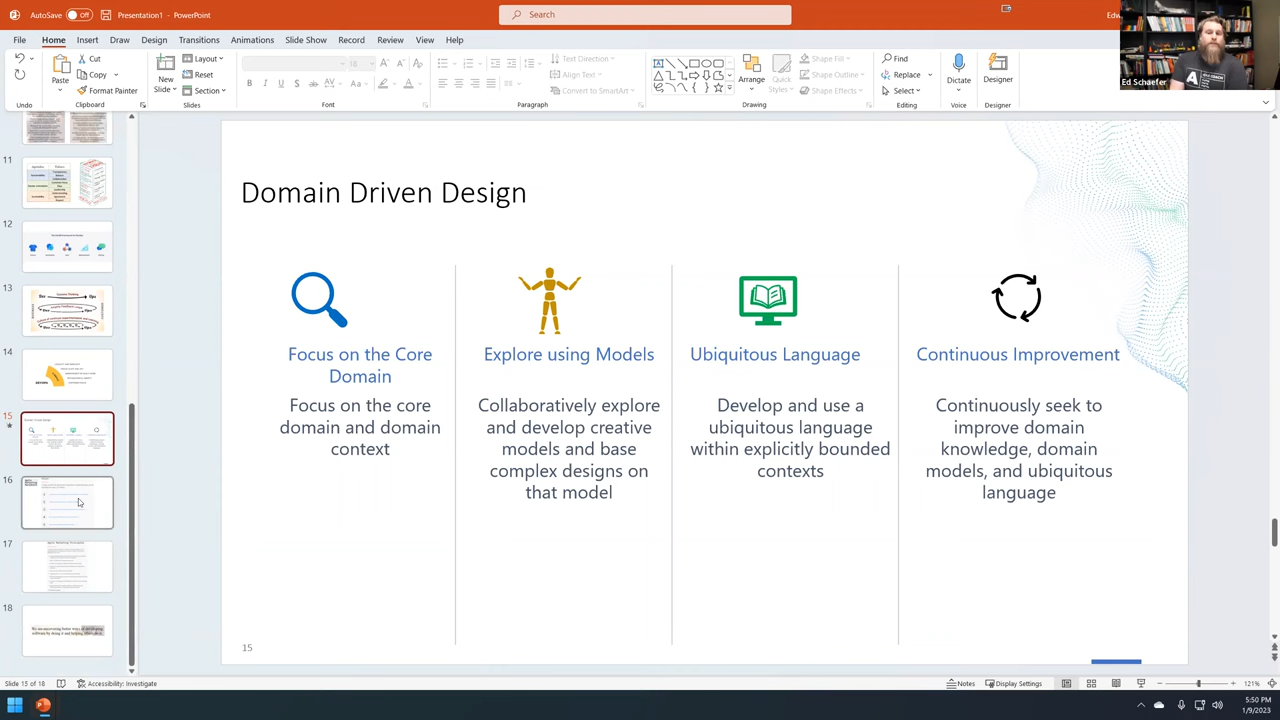 AutoSave Off Presentation1 - PowerPoint Search Edw
File Home Insert Draw Design Transitions Animations Slide Show Record Review View Help
Cut
Copy
Format Painter
Paste
Undo
Clipboard
New
Slide
Layout
Reset
Section
Slides
18
B I U S ab AV Aa A
Font
Text Direction
Align Text
Convert to SmartArt
Paragraph
Arrange
Quick
Styles
Shape Fill
Shape Outline
Shape Effects
Drawing
Find
Replace
Select
Editing
Dictate
Voice
Designer
Designer
Ed Schaefer
11
12
13
14
15
16
17
18
Domain Driven Design
Focus on the Core
Domain
Focus on the core
domain and domain
context
Explore using Models
Collaboratively explore
and develop creative
models and base
complex designs on
that model
Ubiquitous Language
Develop and use a
ubiquitous language
within explicitly bounded
contexts
Continuous Improvement
Continuously seek to
improve domain
knowledge, domain
models, and ubiquitous
language
15
Slide 15 of 18 Accessibility: Investigate Notes Display Settings 121%
5:50 PM
1/9/2023